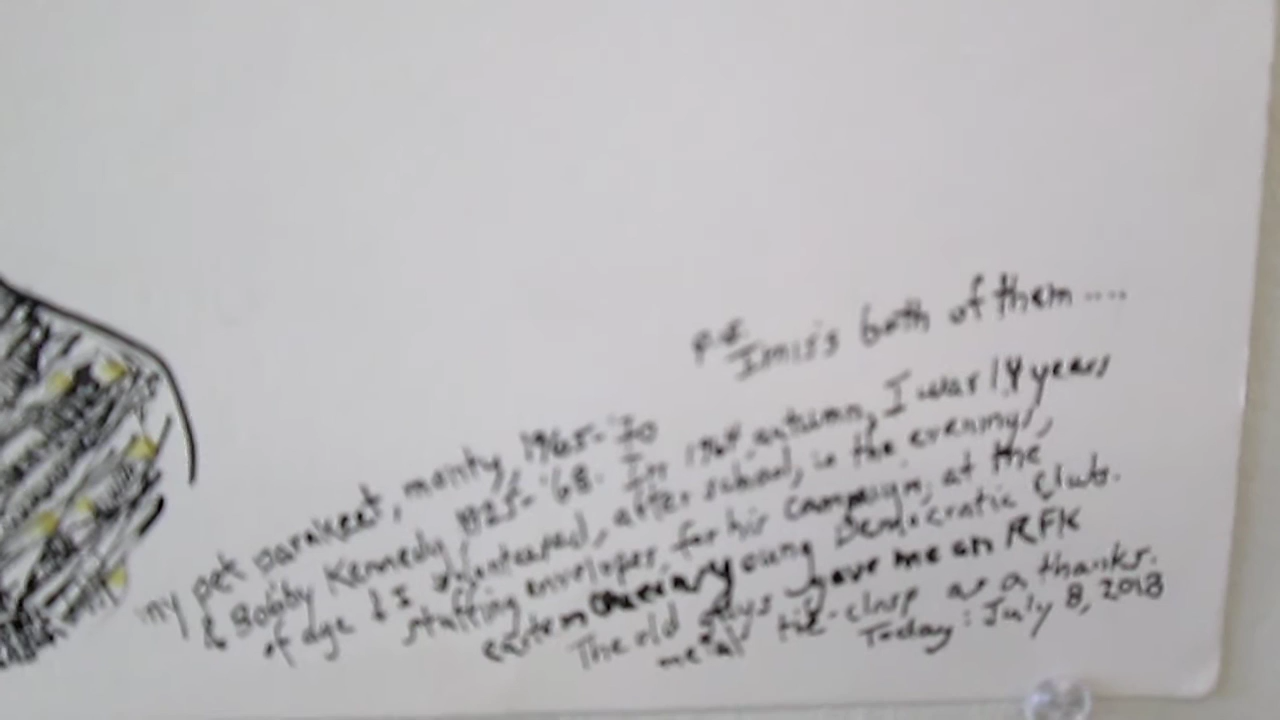 P.S. I miss both of them ....
my pet parakeet, monty, 1965-'70
& Bobby Kennedy 1925-'68. In 1968 autumn, I was 14 years
of age & I volunteered, after school, in the evenings,
stuffing envelopes for his campaign, at the
eastern young Democratic Club.
The old guys gave me an RFK
metal tie-clasp as a thanks.
Today: July 8, 2018